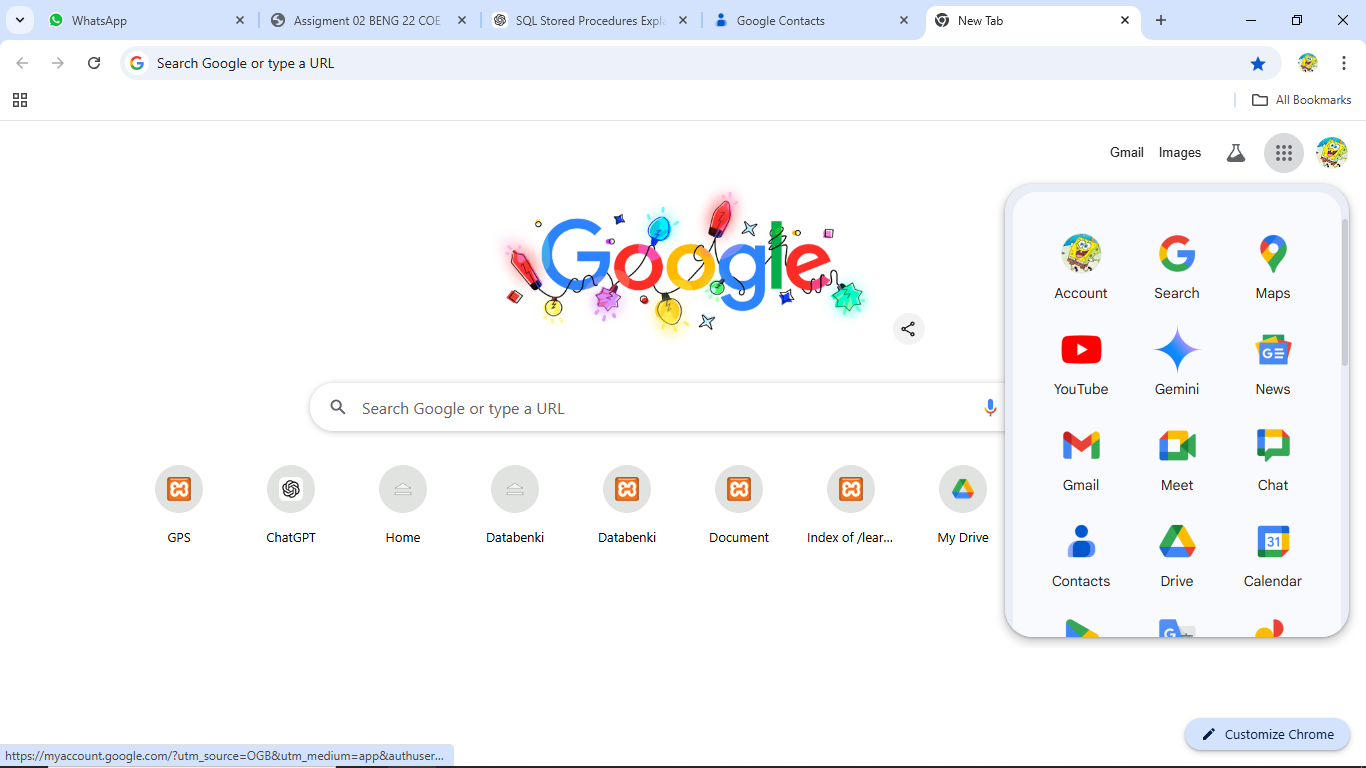 WhatsApp
Assigment 02 BENG 22 COE
SQL Stored Procedures Expla
Google Contacts
New Tab
Search Google or type a URL
All Bookmarks
Gmail Images
Google
Search Google or type a URL
GPS ChatGPT Home Databenki Databenki Document Index of /lear... My Drive
Account Search Maps
YouTube Gemini News
Gmail Meet Chat
31
Contacts Drive Calendar
Customize Chrome
https://myaccount.google.com/?utm_source=OGB&utm_medium=app&authuser...